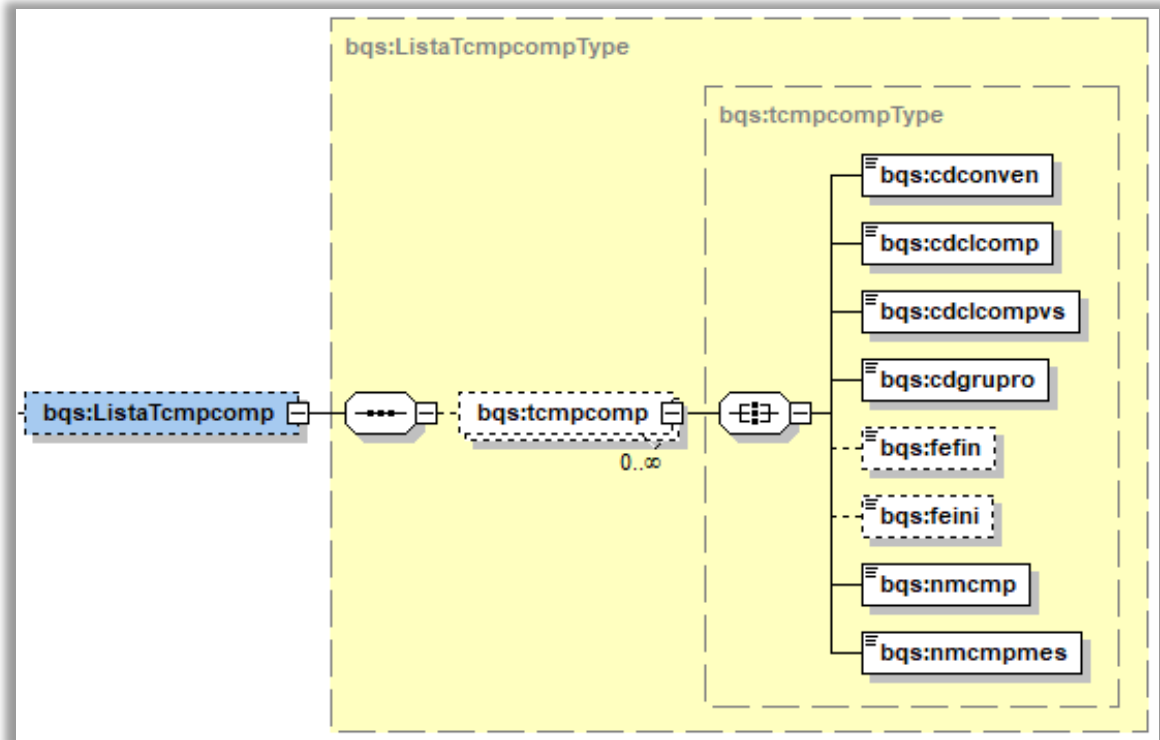 bqs:ListaTcmpcompType
bqs:tcmpcompType
bqs:cdconven
bqs:cdclcomp
bqs:cdclcompvs
bqs:cdgrupro
bqs:ListaTcmpcomp
bqs:tcmpcomp
0..∞
bqs:fefin
bqs:feini
bqs:nmcmp
bqs:nmcmpmes